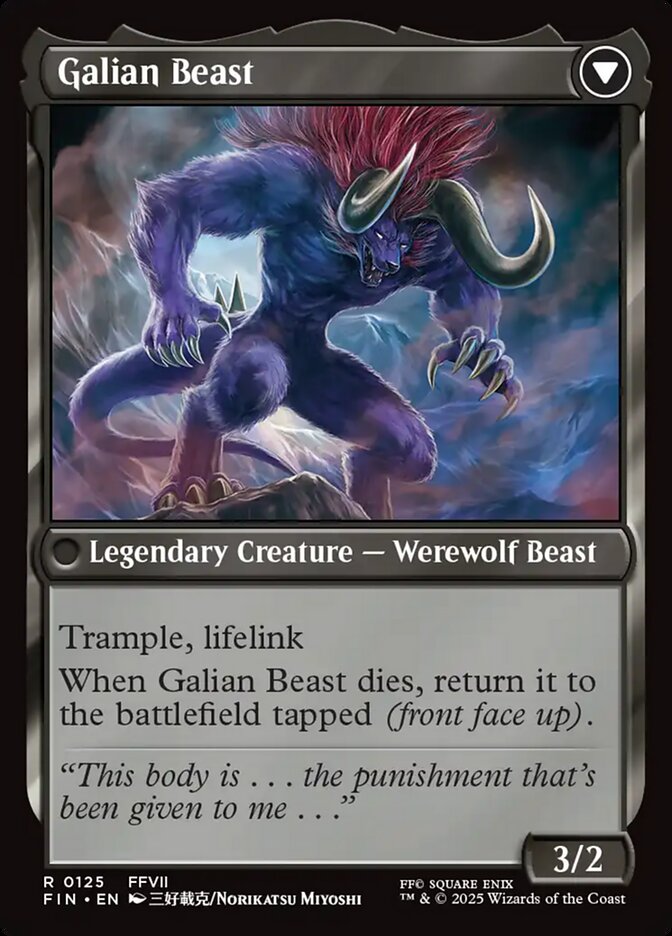 Galian Beast
Legendary Creature — Werewolf Beast
Trample, lifelink
When Galian Beast dies, return it to
the battlefield tapped (front face up).
“This body is . . . the punishment that’s
been given to me . . .”
3/2
R 0125 FFVII
FIN • EN 三好載克/Norikatsu Miyoshi
FF© SQUARE ENIX
™ & © 2025 Wizards of the Coast